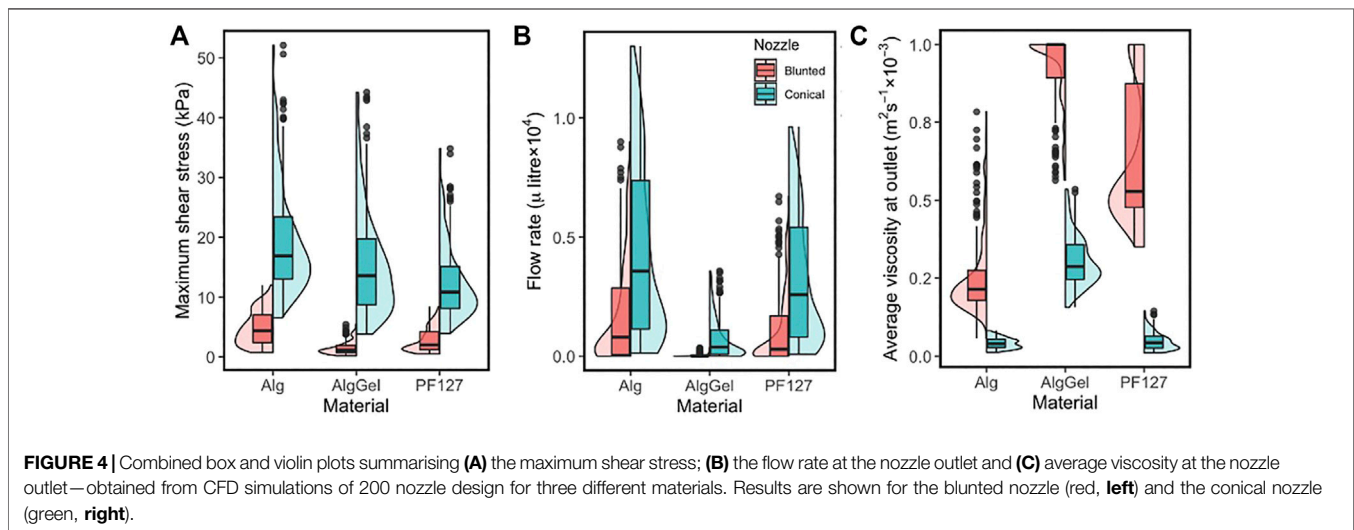 A
B
C
Maximum shear stress (kPa)
50
40
30
20
10
0
Alg
AlgGel
PF127
Material
Flow rate (μ litre×10⁴)
1.0
0.5
0.0
Nozzle
Blunted
Conical
Alg
AlgGel
PF127
Material
Average viscosity at outlet (m²s⁻¹×10⁻³)
1.0
0.8
0.5
0.2
0.0
Alg
AlgGel
PF127
Material
FIGURE 4 | Combined box and violin plots summarising (A) the maximum shear stress; (B) the flow rate at the nozzle outlet and (C) average viscosity at the nozzle
outlet—obtained from CFD simulations of 200 nozzle design for three different materials. Results are shown for the blunted nozzle (red, left) and the conical nozzle
(green, right).